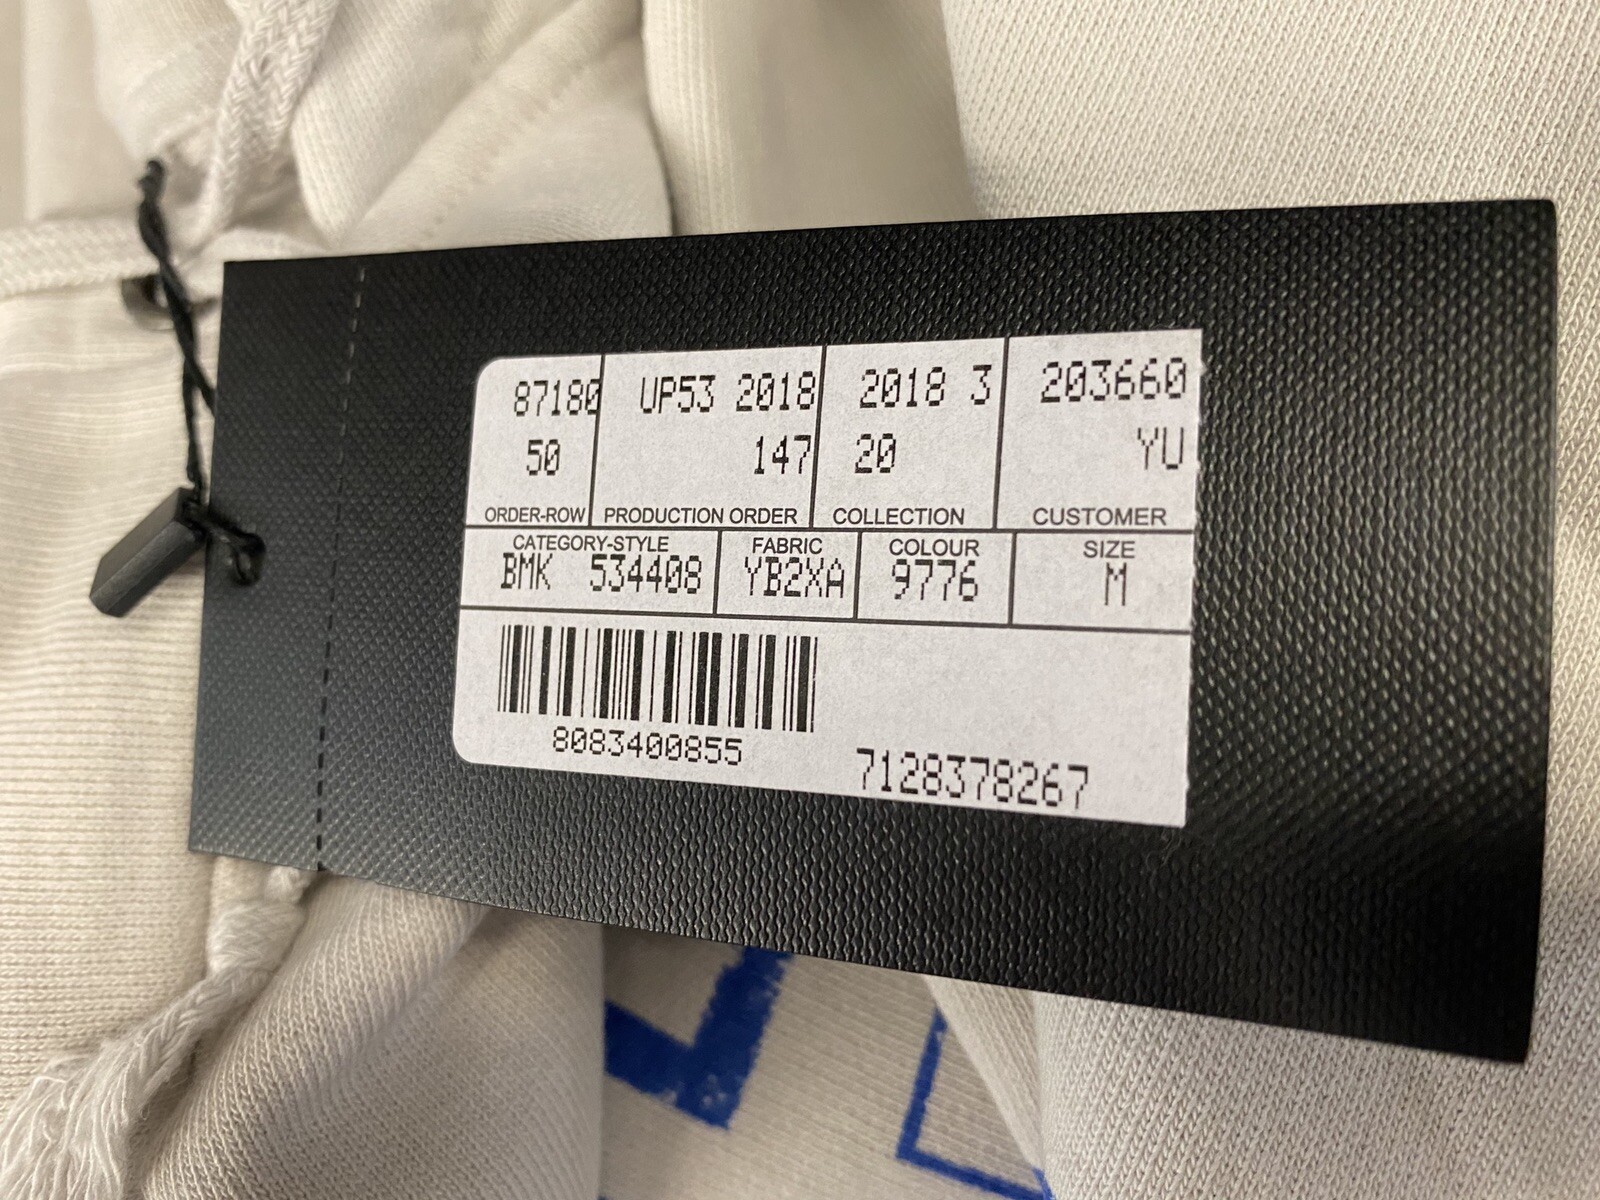 87180 UP53 2018 2018 3 203660
50 147 20 YU
ORDER-ROW PRODUCTION ORDER COLLECTION CUSTOMER
CATEGORY-STYLE FABRIC COLOUR SIZE
BMK 534408 YB2XA 9776 M
8083400855
7128378267